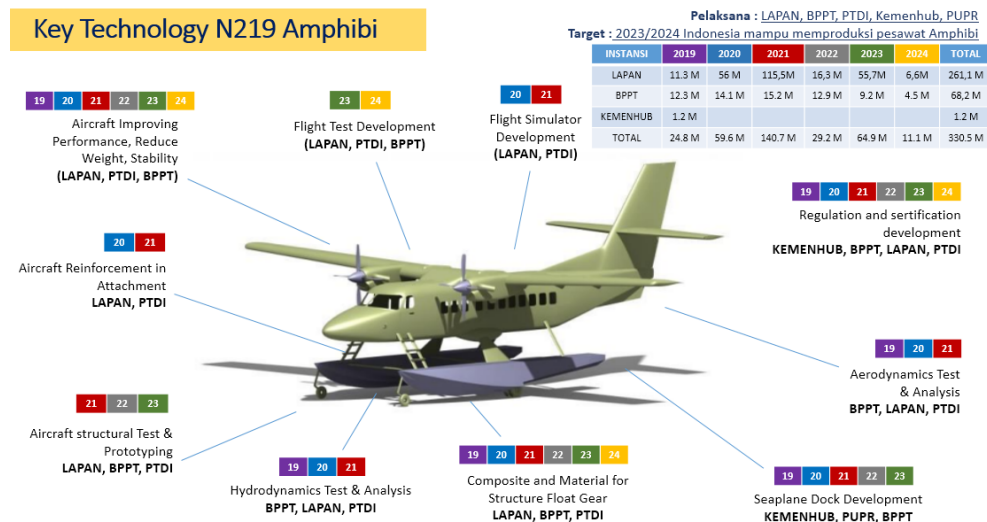 Key Technology N219 Amphibi
Pelaksana : LAPAN, BPPT, PTDI, Kemenhub, PUPR
Target : 2023/2024 Indonesia mampu memproduksi pesawat Amphibi
INSTANSI 2019 2020 2021 2022 2023 2024 TOTAL
LAPAN 11.3 M 56 M 115,5M 16,3 M 55,7M 6,6M 261,1 M
BPPT 12.3 M 14.1 M 15.2 M 12.9 M 9.2 M 4.5 M 68,2 M
KEMENHUB 1.2 M 1.2 M
TOTAL 24.8 M 59.6 M 140.7 M 29.2 M 64.9 M 11.1 M 330.5 M
19 20 21 22 23 24
Aircraft Improving
Performance, Reduce
Weight, Stability
(LAPAN, PTDI, BPPT)
23 24
Flight Test Development
(LAPAN, PTDI, BPPT)
20 21
Flight Simulator
Development
(LAPAN, PTDI)
19 20 21 22 23 24
Regulation and sertification
development
KEMENHUB, BPPT, LAPAN, PTDI
20 21
Aircraft Reinforcement in
Attachment
LAPAN, PTDI
19 20 21
Aerodynamics Test
& Analysis
BPPT, LAPAN, PTDI
21 22 23
Aircraft structural Test &
Prototyping
LAPAN, BPPT, PTDI
19 20 21
Hydrodynamics Test & Analysis
BPPT, LAPAN, PTDI
19 20 21 22 23 24
Composite and Material for
Structure Float Gear
LAPAN, BPPT, PTDI
19 20 21 22 23
Seaplane Dock Development
KEMENHUB, PUPR, BPPT